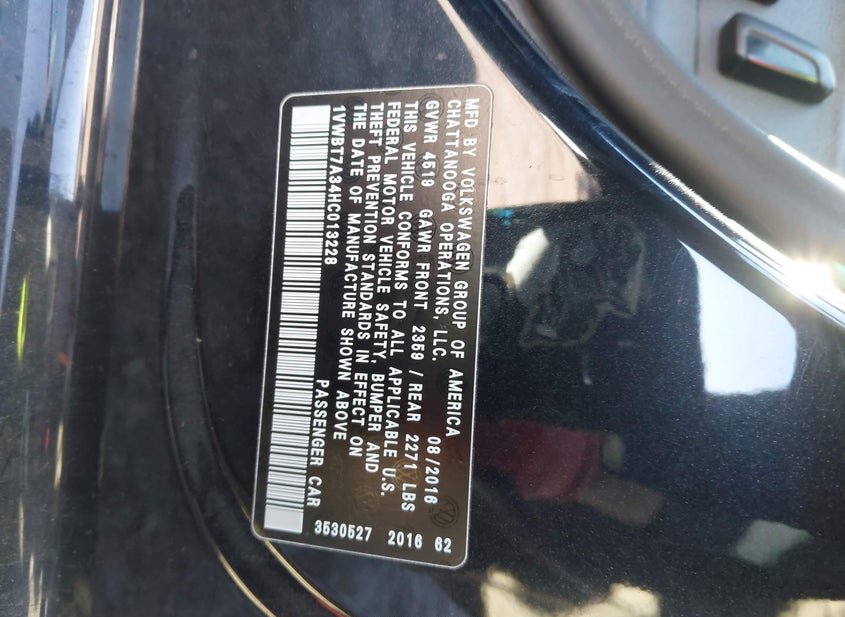 MFD BY VOLKSWAGEN GROUP OF AMERICA
CHATTANOOGA OPERATIONS, LLC. 08/2016
GVWR 4519 GAWR FRONT 2359 / REAR 2271 LBS
THIS VEHICLE CONFORMS TO ALL APPLICABLE U.S.
FEDERAL MOTOR VEHICLE SAFETY, BUMPER AND
THEFT PREVENTION STANDARDS IN EFFECT ON
THE DATE OF MANUFACTURE SHOWN ABOVE
1VWBT7A34HC013228 PASSENGER CAR
3530527 2016 62